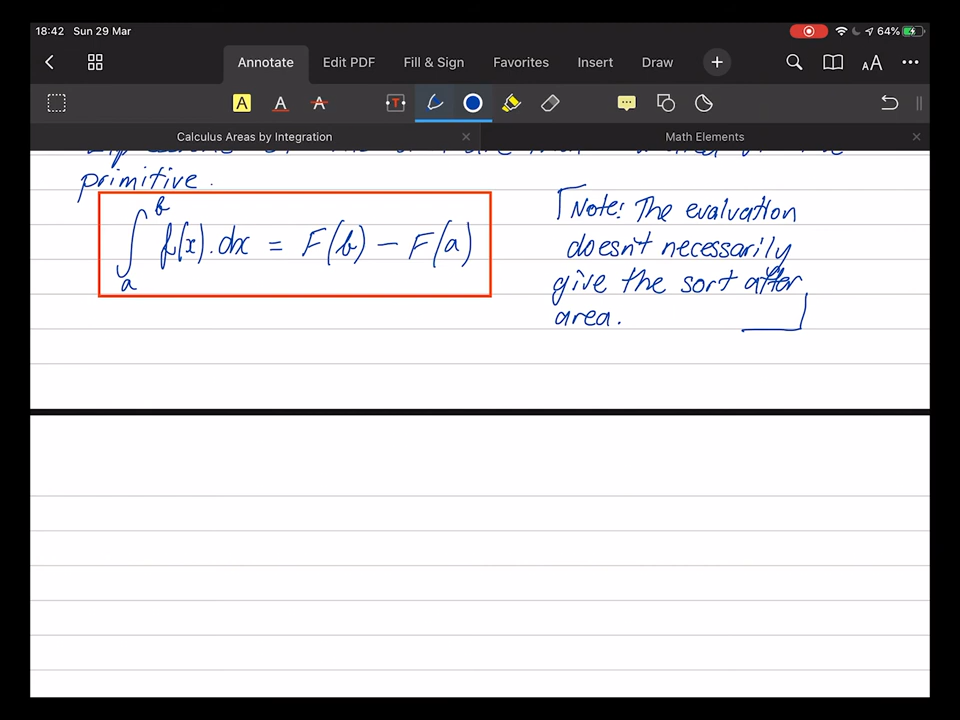 18:42 Sun 29 Mar 64%
Annotate Edit PDF Fill & Sign Favorites Insert Draw
Calculus Areas by Integration Math Elements
primitive.
∫ₐᵇ f(x).dx = F(b) − F(a)
Note: The evaluation
doesn't necessarily
give the sort after
area.